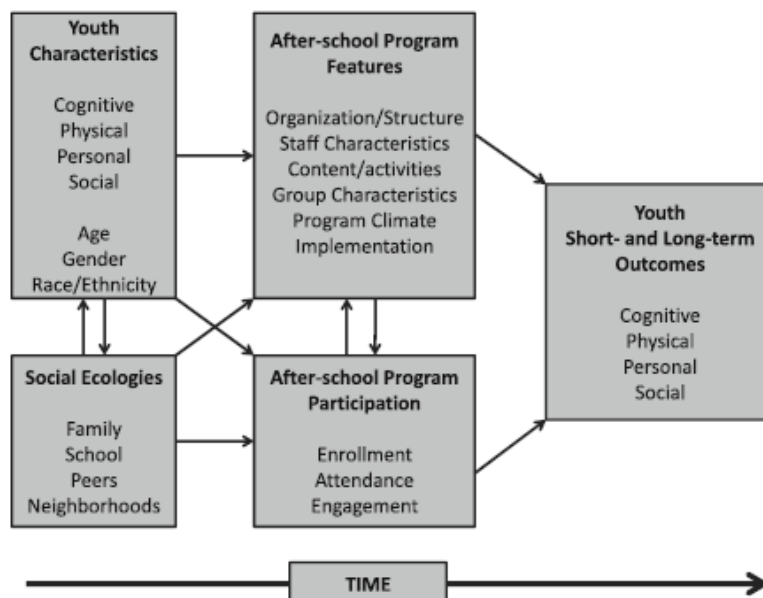 Youth
Characteristics
Cognitive
Physical
Personal
Social
Age
Gender
Race/Ethnicity
After-school Program
Features
Organization/Structure
Staff Characteristics
Content/activities
Group Characteristics
Program Climate
Implementation
Social Ecologies
Family
School
Peers
Neighborhoods
After-school Program
Participation
Enrollment
Attendance
Engagement
Youth
Short- and Long-term
Outcomes
Cognitive
Physical
Personal
Social
TIME